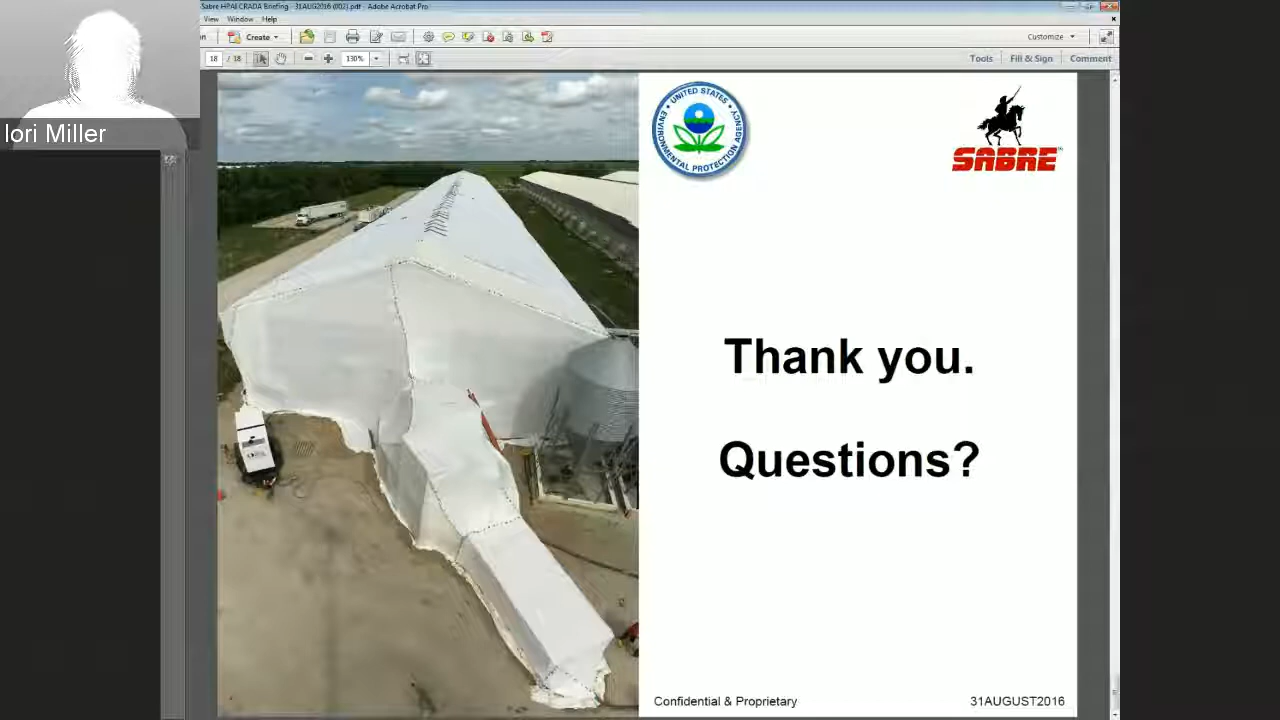 Sabre HPAI CRADA Briefing - 31AUG2016 (002).pdf - Adobe Acrobat Pro
View Window Help
Create
Customize
18 / 18
130%
Tools
Fill & Sign
Comment
lori Miller
UNITED STATES
ENVIRONMENTAL PROTECTION AGENCY
SABRE
Thank you.
Questions?
Confidential & Proprietary
31AUGUST2016